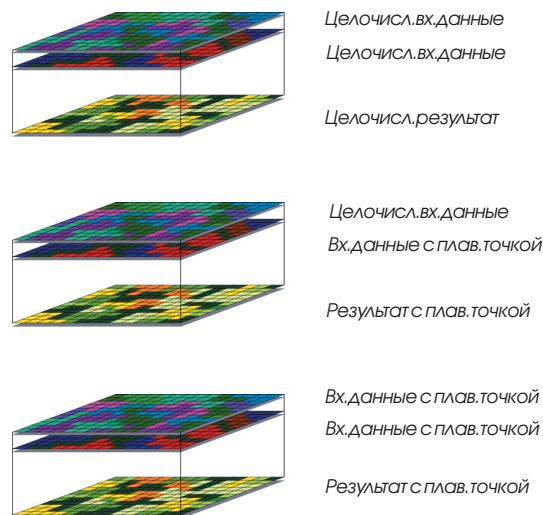 Целочисл.вх.данные
Целочисл.вх.данные
Целочисл.результат
Целочисл.вх.данные
Вх.данные с плав.точкой
Результат с плав.точкой
Вх.данные с плав.точкой
Вх.данные с плав.точкой
Результат с плав.точкой